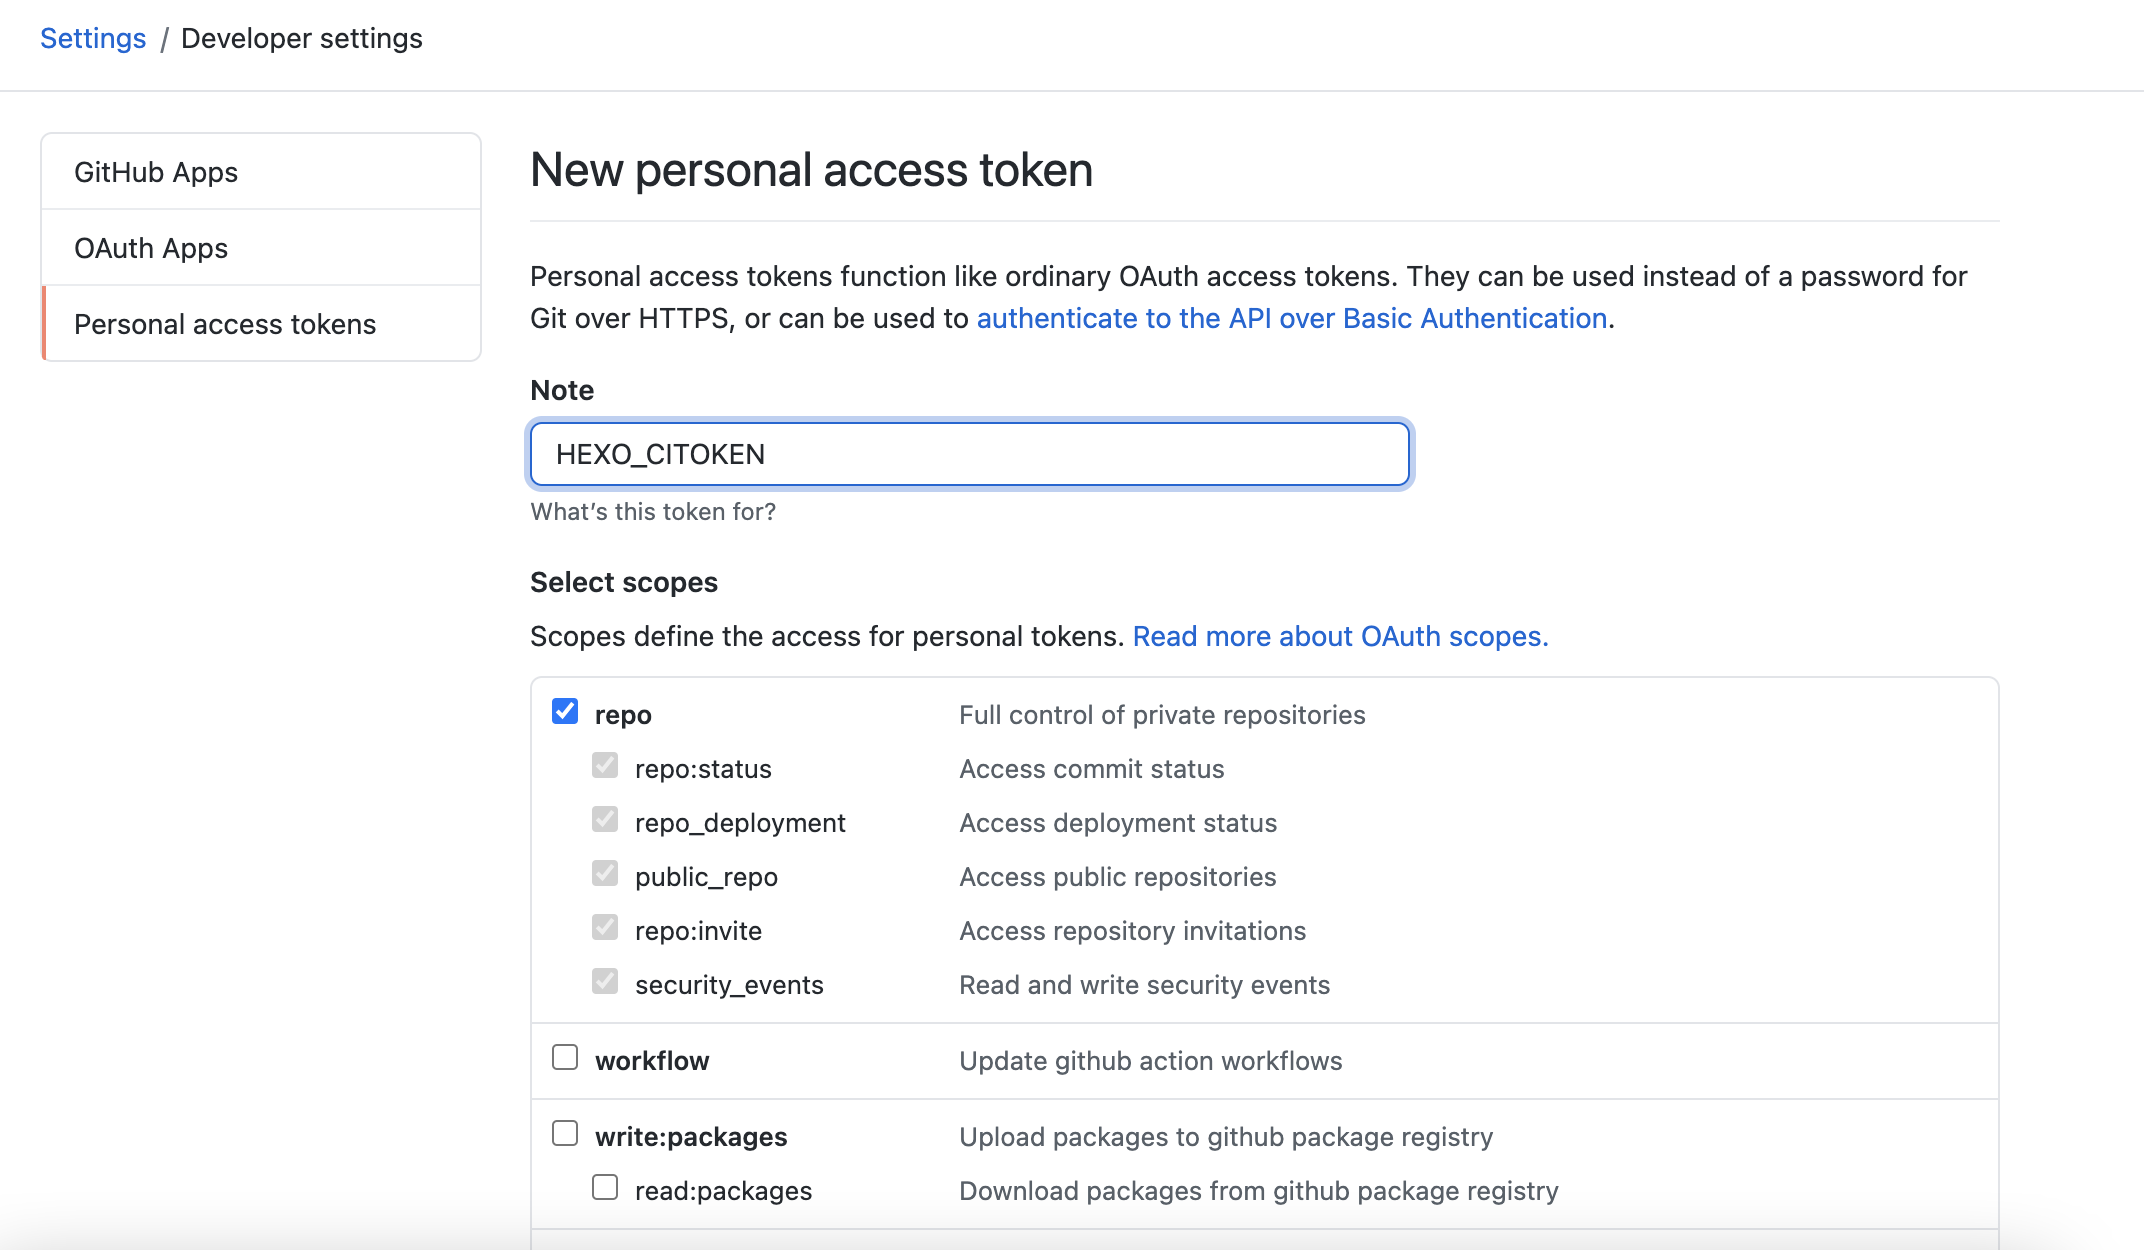 Settings / Developer settings
GitHub Apps
OAuth Apps
Personal access tokens
New personal access token
Personal access tokens function like ordinary OAuth access tokens. They can be used instead of a password for
Git over HTTPS, or can be used to authenticate to the API over Basic Authentication.
Note
HEXO_CITOKEN
What's this token for?
Select scopes
Scopes define the access for personal tokens. Read more about OAuth scopes.
repo Full control of private repositories
repo:status Access commit status
repo_deployment Access deployment status
public_repo Access public repositories
repo:invite Access repository invitations
security_events Read and write security events
workflow Update github action workflows
write:packages Upload packages to github package registry
read:packages Download packages from github package registry